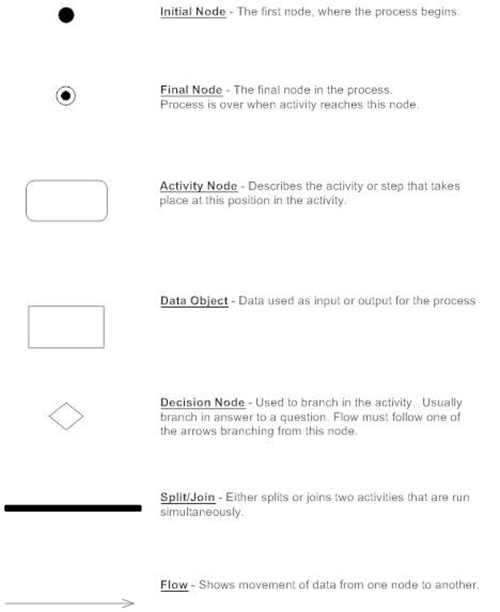 Initial Node - The first node, where the process begins.
Final Node - The final node in the process.
Process is over when activity reaches this node.
Activity Node - Describes the activity or step that takes
place at this position in the activity.
Data Object - Data used as input or output for the process
Decision Node - Used to branch in the activity.  Usually
branch in answer to a question. Flow must follow one of
the arrows branching from this node.
Split/Join - Either splits or joins two activities that are run
simultaneously.
Flow - Shows movement of data from one node to another.